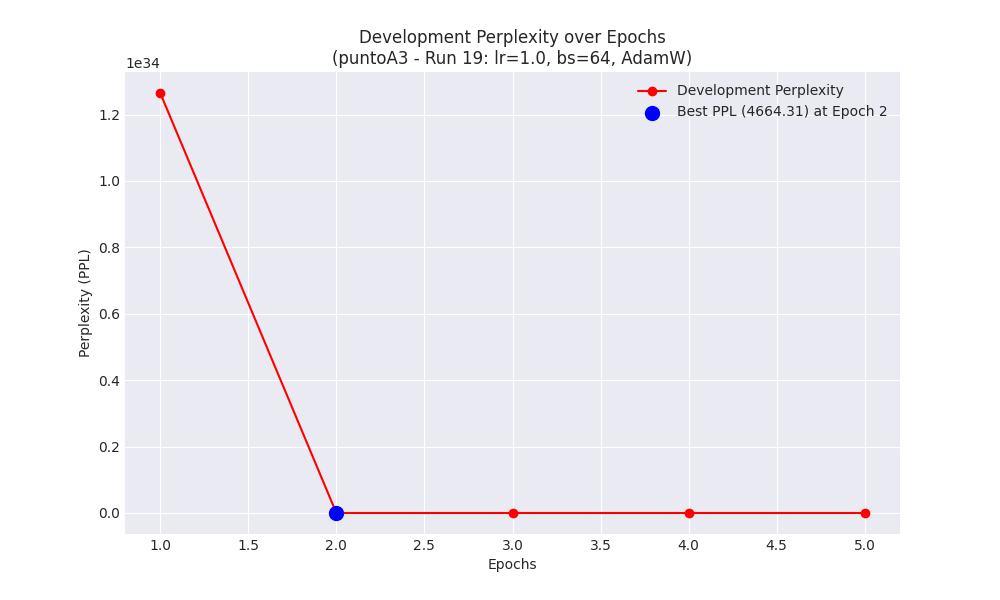 Development Perplexity over Epochs
(puntoA3 - Run 19: lr=1.0, bs=64, AdamW)
1e34
Development Perplexity
Best PPL (4664.31) at Epoch 2
1.2
1.0
0.8
0.6
0.4
0.2
0.0
Perplexity (PPL)
1.0 1.5 2.0 2.5 3.0 3.5 4.0 4.5 5.0
Epochs